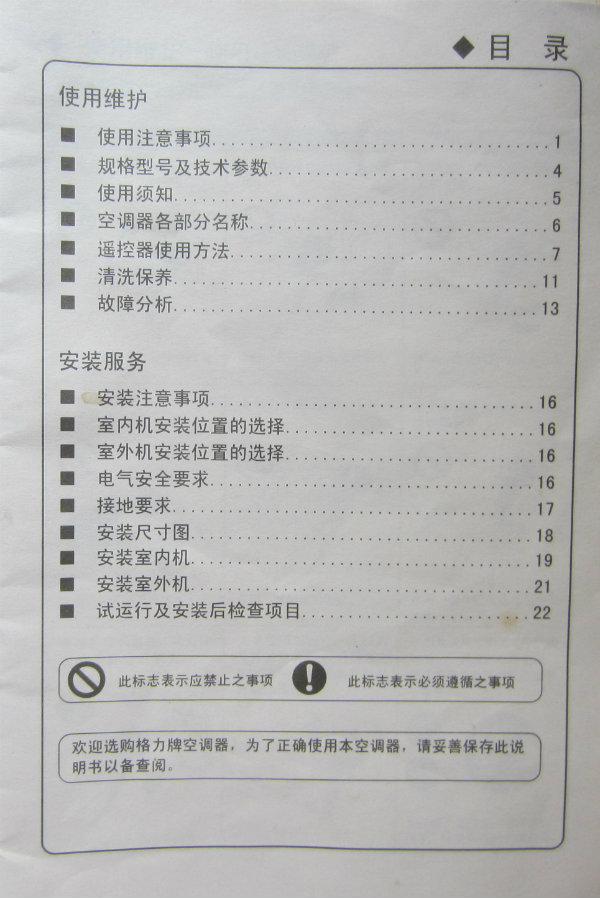 ◆ 目 录
使用维护
■ 使用注意事项................................1
■ 规格型号及技术参数..........................4
■ 使用须知....................................5
■ 空调器各部分名称............................6
■ 遥控器使用方法..............................7
■ 清洗保养....................................11
■ 故障分析....................................13
安装服务
■ 安装注意事项................................16
■ 室内机安装位置的选择........................16
■ 室外机安装位置的选择........................16
■ 电气安全要求................................16
■ 接地要求....................................17
■ 安装尺寸图..................................18
■ 安装室内机..................................19
■ 安装室外机..................................21
■ 试运行及安装后检查项目......................22
此标志表示应禁止之事项 此标志表示必须遵循之事项
欢迎选购格力牌空调器，为了正确使用本空调器，请妥善保存此说
明书以备查阅。